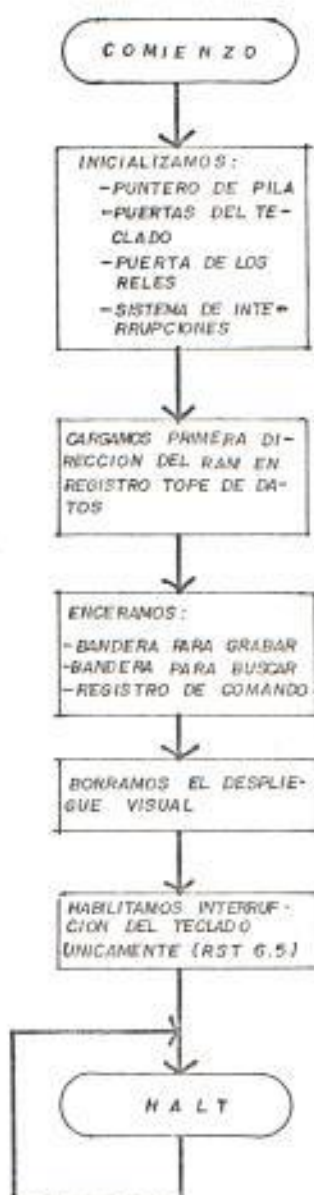 COMIENZO
INICIALIZAMOS:
-PUNTERO DE PILA
-PUERTAS DEL TE-
CLADO
-PUERTA DE LOS
RELES
-SISTEMA DE INTE-
RRUPCIONES
CARGAMOS PRIMERA DI-
RECCION DEL RAM EN
REGISTRO TOPE DE DA-
TOS
ENCERAMOS:
-BANDERA PARA GRABAR
-BANDERA PARA BUSCAR
-REGISTRO DE COMANDO
BORRAMOS EL DESPLIE-
GUE VISUAL
HABILITAMOS INTERRUP-
CION DEL TECLADO
UNICAMENTE (RST 6.5)
HALT